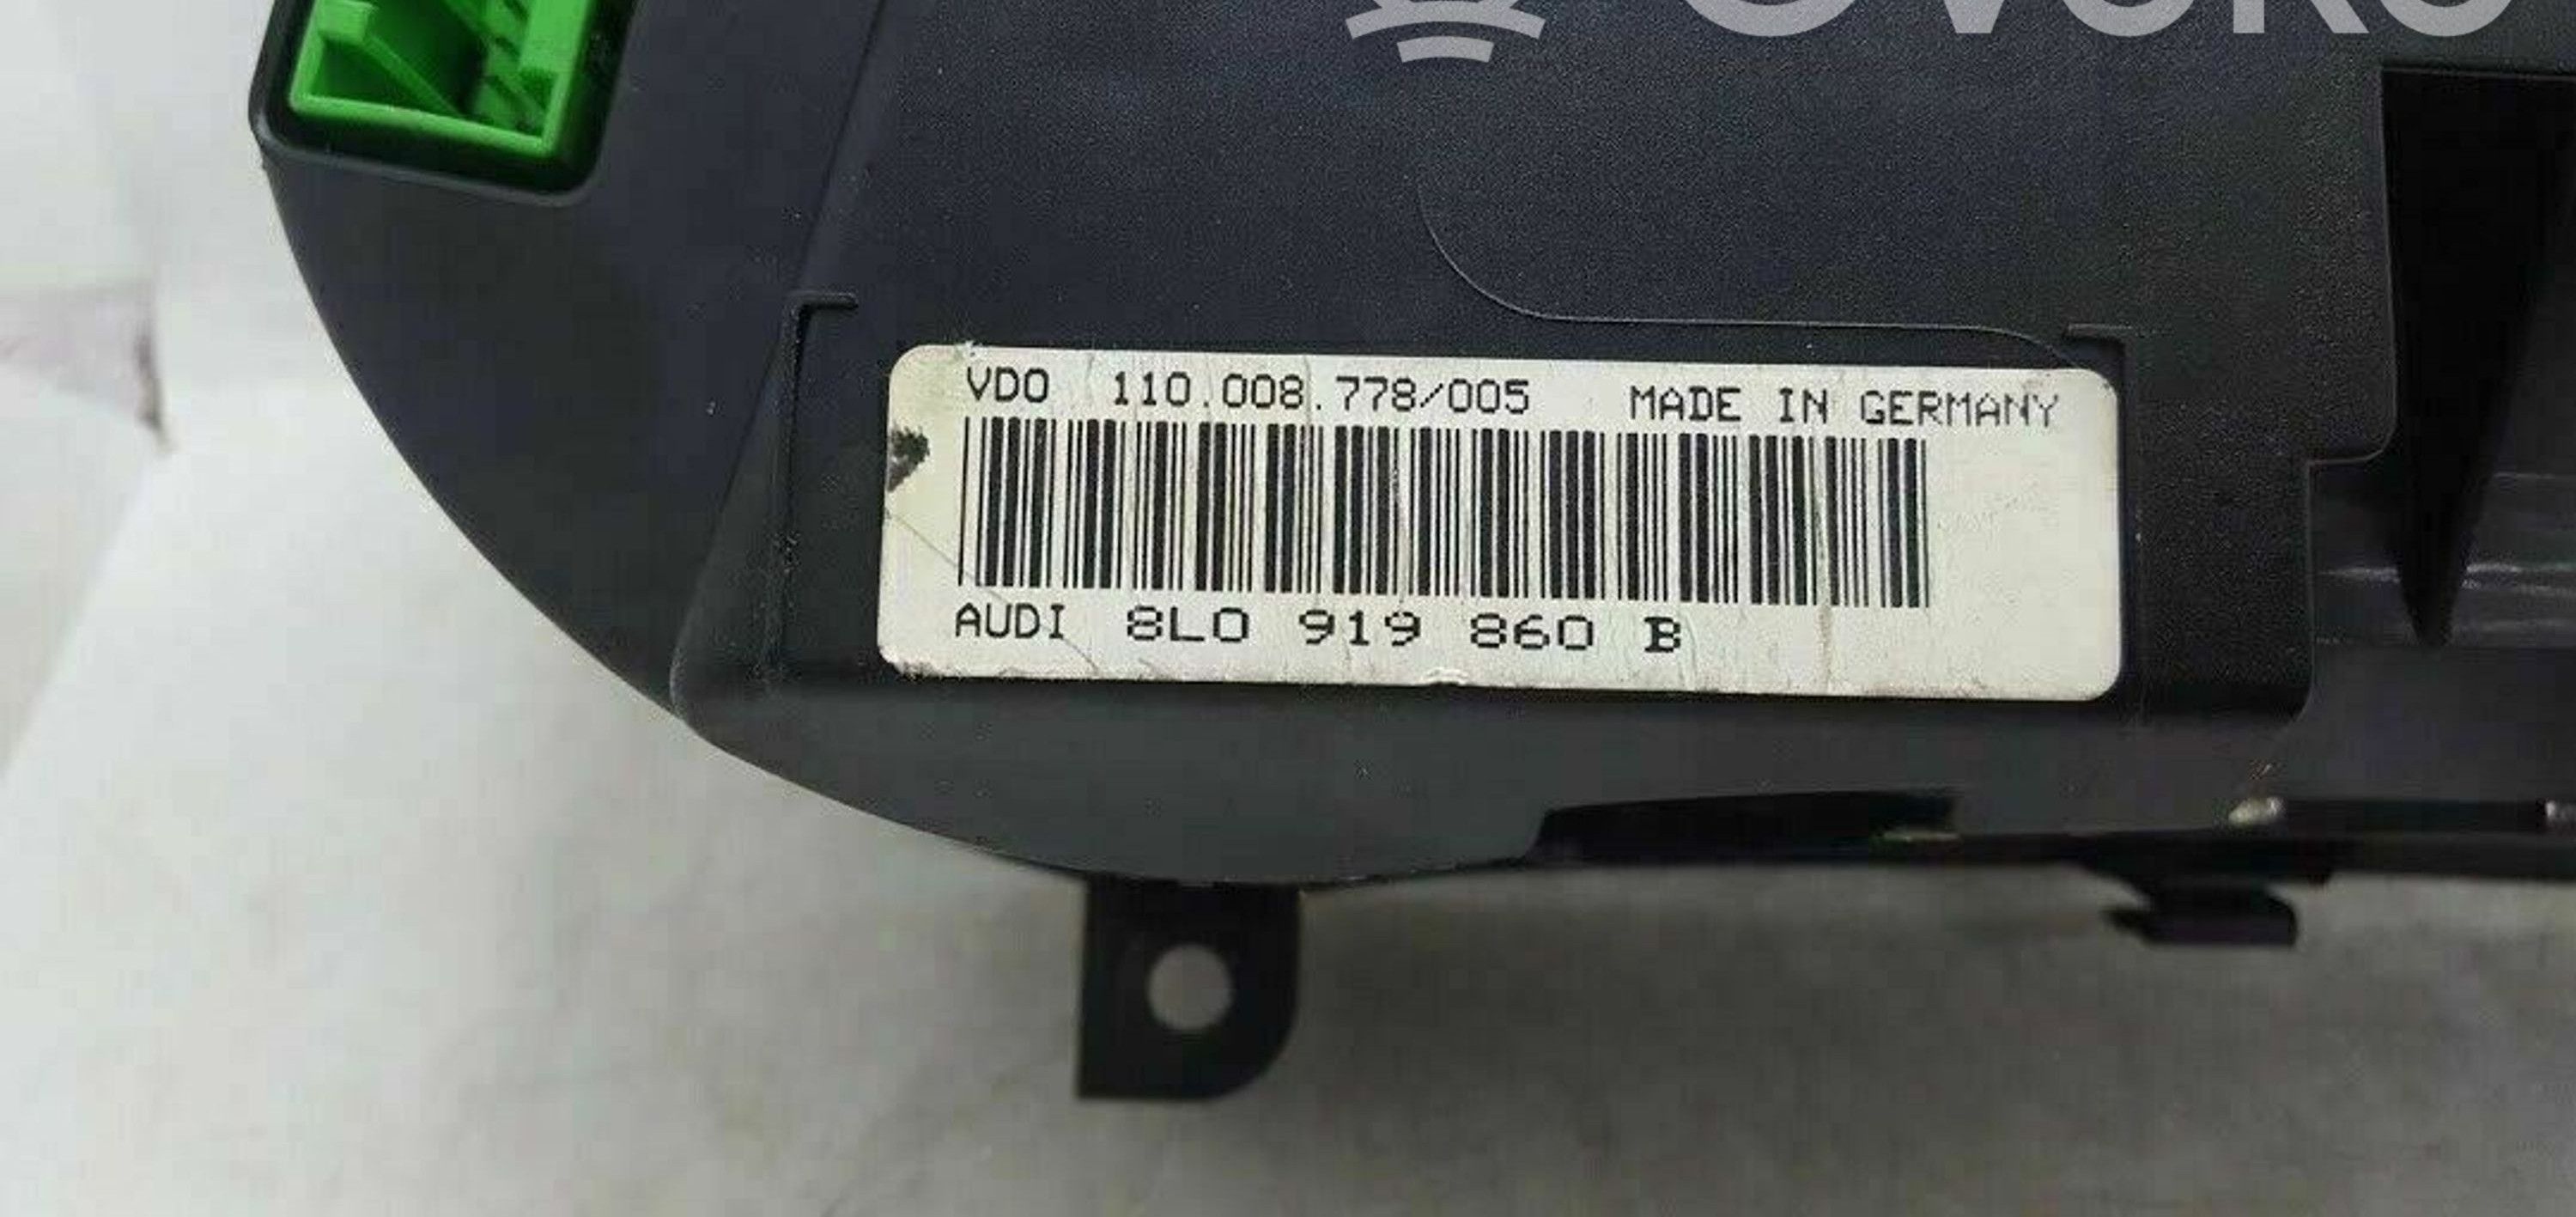 VDO 110.008.778/005 MADE IN GERMANY
AUDI 8L0 919 860 B